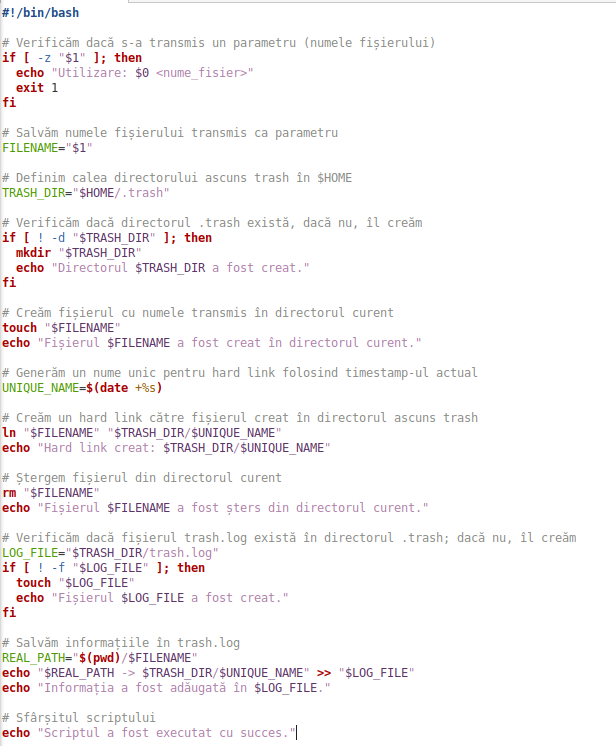 #!/bin/bash
# Verificăm dacă s-a transmis un parametru (numele fișierului)
if [ -z "$1" ]; then
  echo "Utilizare: $0 <nume_fisier>"
  exit 1
fi
# Salvăm numele fișierului transmis ca parametru
FILENAME="$1"
# Definim calea directorului ascuns trash în $HOME
TRASH_DIR="$HOME/.trash"
# Verificăm dacă directorul .trash există, dacă nu, îl creăm
if [ ! -d "$TRASH_DIR" ]; then
  mkdir "$TRASH_DIR"
  echo "Directorul $TRASH_DIR a fost creat."
fi
# Creăm fișierul cu numele transmis în directorul curent
touch "$FILENAME"
echo "Fișierul $FILENAME a fost creat în directorul curent."
# Generăm un nume unic pentru hard link folosind timestamp-ul actual
UNIQUE_NAME=$(date +%s)
# Creăm un hard link către fișierul creat în directorul ascuns trash
ln "$FILENAME" "$TRASH_DIR/$UNIQUE_NAME"
echo "Hard link creat: $TRASH_DIR/$UNIQUE_NAME"
# Ștergem fișierul din directorul curent
rm "$FILENAME"
echo "Fișierul $FILENAME a fost șters din directorul curent."
# Verificăm dacă fișierul trash.log există în directorul .trash; dacă nu, îl creăm
LOG_FILE="$TRASH_DIR/trash.log"
if [ ! -f "$LOG_FILE" ]; then
  touch "$LOG_FILE"
  echo "Fișierul $LOG_FILE a fost creat."
fi
# Salvăm informațiile în trash.log
REAL_PATH="$(pwd)/$FILENAME"
echo "$REAL_PATH -> $TRASH_DIR/$UNIQUE_NAME" >> "$LOG_FILE"
echo "Informația a fost adăugată în $LOG_FILE."
# Sfârșitul scriptului
echo "Scriptul a fost executat cu succes."